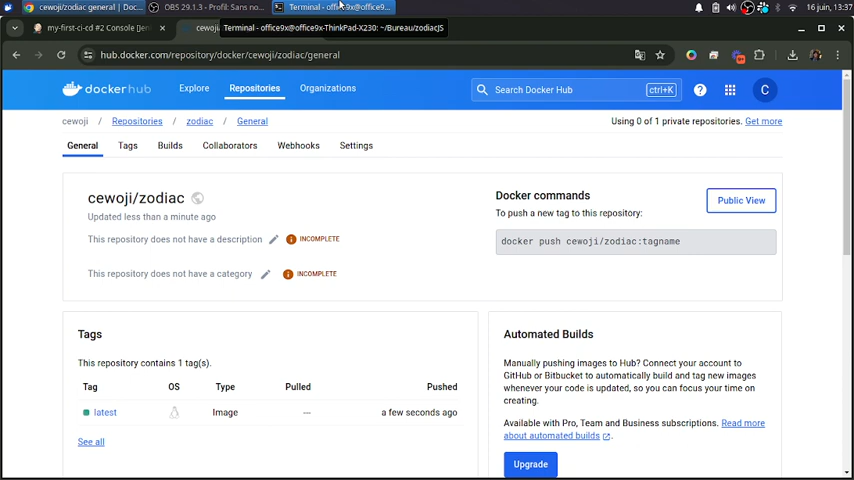 cewoji/zodiac general | Doc...
OBS 29.1.3 - Profil: Sans no...
Terminal - office9x@office9...
16 juin, 13:37
my-first-ci-cd #2 Console [Jen
Terminal - office9x@office9x-ThinkPad-X230: ~/Bureau/zodiacJS
hub.docker.com/repository/docker/cewoji/zodiac/general
dockerhub
Explore
Repositories
Organizations
Search Docker Hub
ctrl+K
?
C
cewoji / Repositories / zodiac / General
Using 0 of 1 private repositories. Get more
General
Tags
Builds
Collaborators
Webhooks
Settings
cewoji/zodiac
Updated less than a minute ago
This repository does not have a description
INCOMPLETE
This repository does not have a category
INCOMPLETE
Docker commands
To push a new tag to this repository:
Public View
docker push cewoji/zodiac:tagname
Tags
This repository contains 1 tag(s).
Tag OS Type Pulled Pushed
latest Image --- a few seconds ago
See all
Automated Builds
Manually pushing images to Hub? Connect your account to
GitHub or Bitbucket to automatically build and tag new images
whenever your code is updated, so you can focus your time on
creating.
Available with Pro, Team and Business subscriptions. Read more
about automated builds.
Upgrade